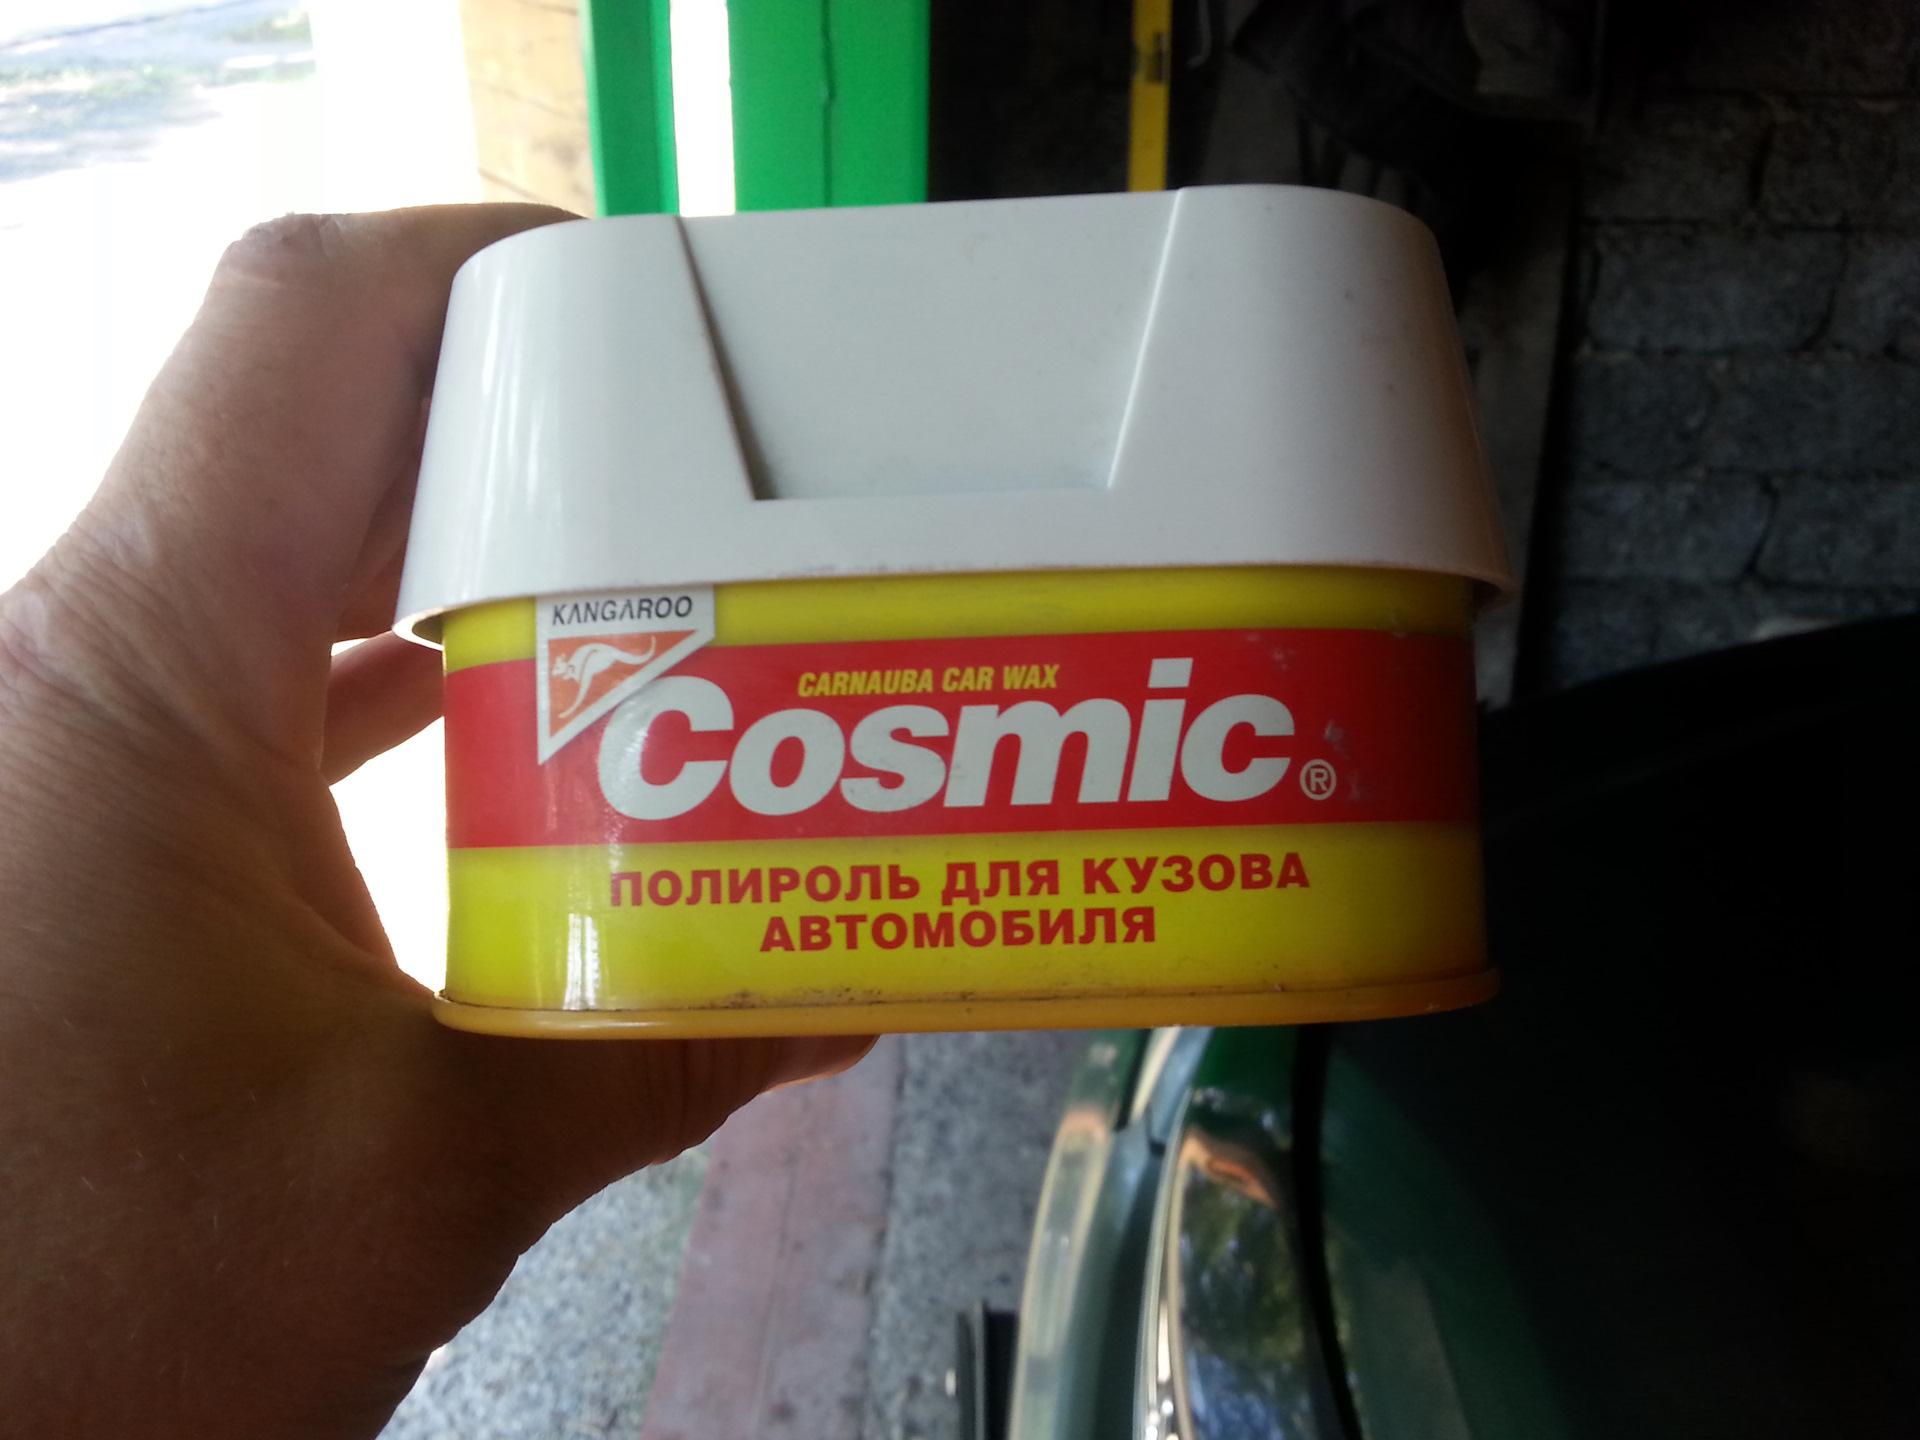 KANGAROO
CARNAUBA CAR WAX
Cosmic®
ПОЛИРОЛЬ ДЛЯ КУЗОВА
АВТОМОБИЛЯ